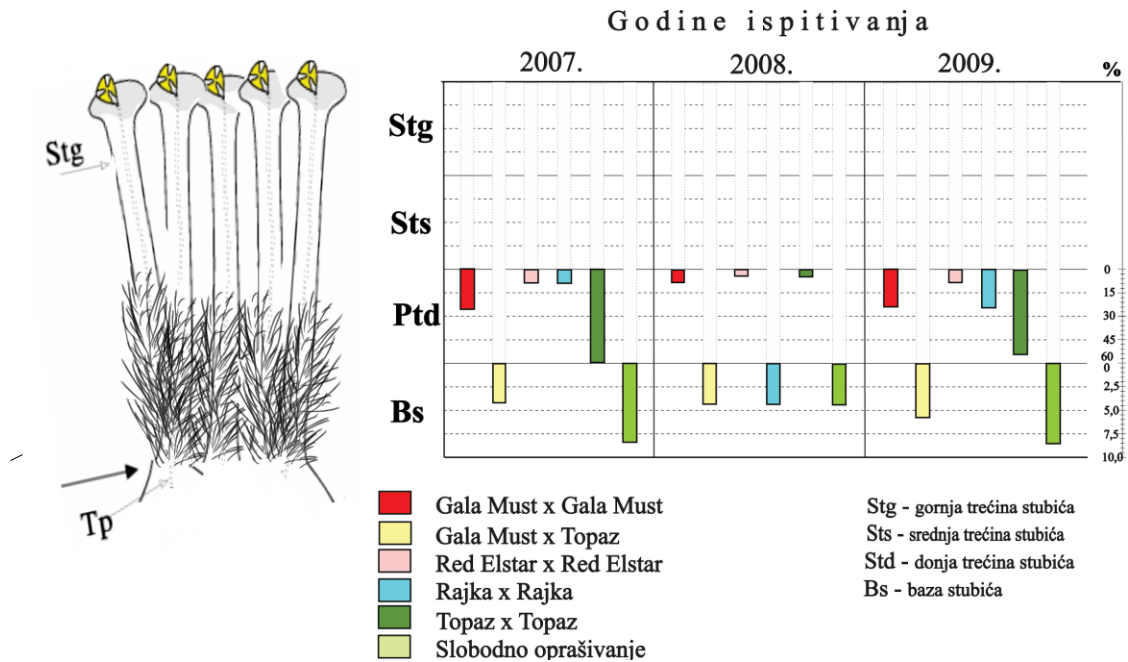 Godine ispitivanja
2007. 2008. 2009. %
Stg
Stg
Sts
Ptd
Bs
0
15
30
45
60
0
2,5
5,0
7,5
10,0
Tp
Gala Must x Gala Must
Gala Must x Topaz
Red Elstar x Red Elstar
Rajka x Rajka
Topaz x Topaz
Slobodno oprašivanje
Stg - gornja trećina stubića
Sts - srednja trećina stubića
Std - donja trećina stubića
Bs - baza stubića